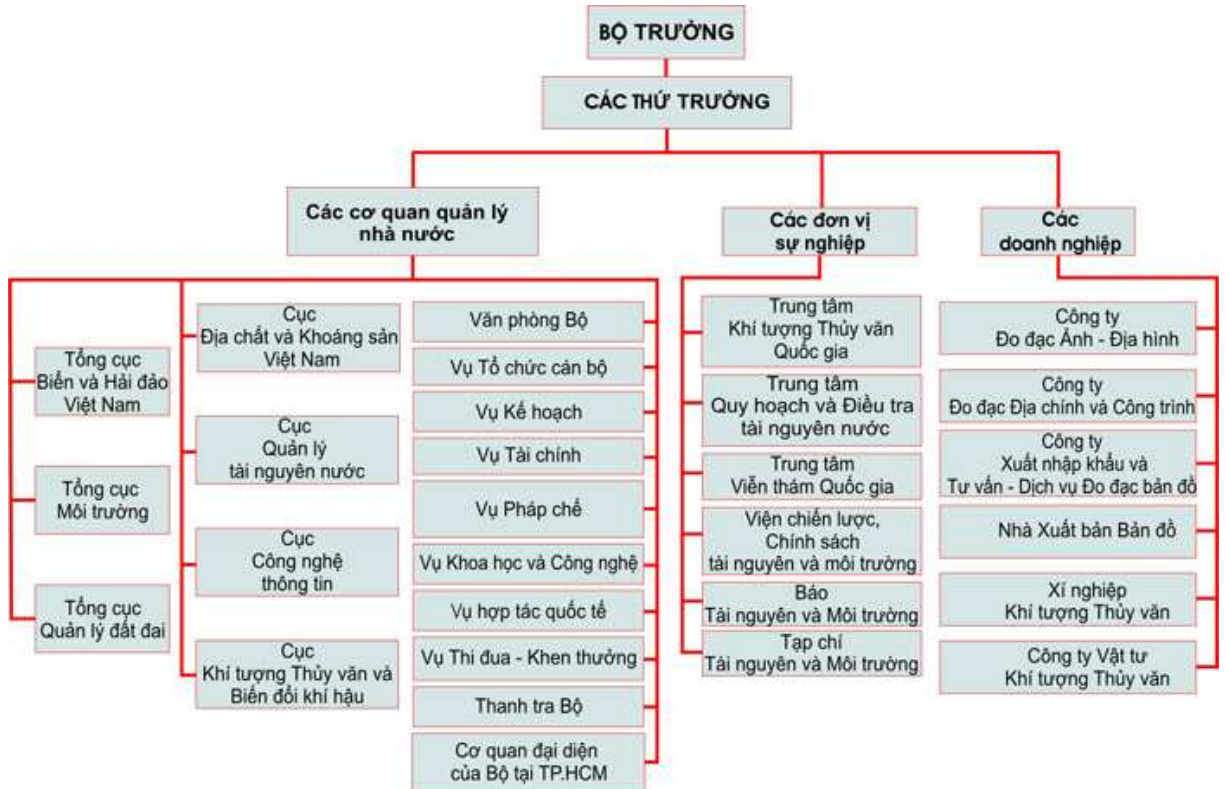 BỘ TRƯỞNG
CÁC THỨ TRƯỞNG
Các cơ quan quản lý
nhà nước
Các đơn vị
sự nghiệp
Các
doanh nghiệp
Tổng cục
Biển và Hải đảo
Việt Nam
Tổng cục
Môi trường
Tổng cục
Quản lý đất đai
Cục
Địa chất và Khoáng sản
Việt Nam
Cục
Quản lý
tài nguyên nước
Cục
Công nghệ
thông tin
Cục
Khí tượng Thủy văn và
Biến đổi khí hậu
Văn phòng Bộ
Vụ Tổ chức cán bộ
Vụ Kế hoạch
Vụ Tài chính
Vụ Pháp chế
Vụ Khoa học và Công nghệ
Vụ hợp tác quốc tế
Vụ Thi đua - Khen thưởng
Thanh tra Bộ
Cơ quan đại diện
của Bộ tại TP.HCM
Trung tâm
Khí tượng Thủy văn
Quốc gia
Trung tâm
Quy hoạch và Điều tra
tài nguyên nước
Trung tâm
Viễn thám Quốc gia
Viện chiến lược,
Chính sách
tài nguyên và môi trường
Báo
Tài nguyên và Môi trường
Tạp chí
Tài nguyên và Môi trường
Công ty
Đo đạc Ảnh - Địa hình
Công ty
Đo đạc Địa chính và Công trình
Công ty
Xuất nhập khẩu và
Tư vấn - Dịch vụ Đo đạc bản đồ
Nhà Xuất bản Bản đồ
Xí nghiệp
Khí tượng Thủy văn
Công ty Vật tư
Khí tượng Thủy văn